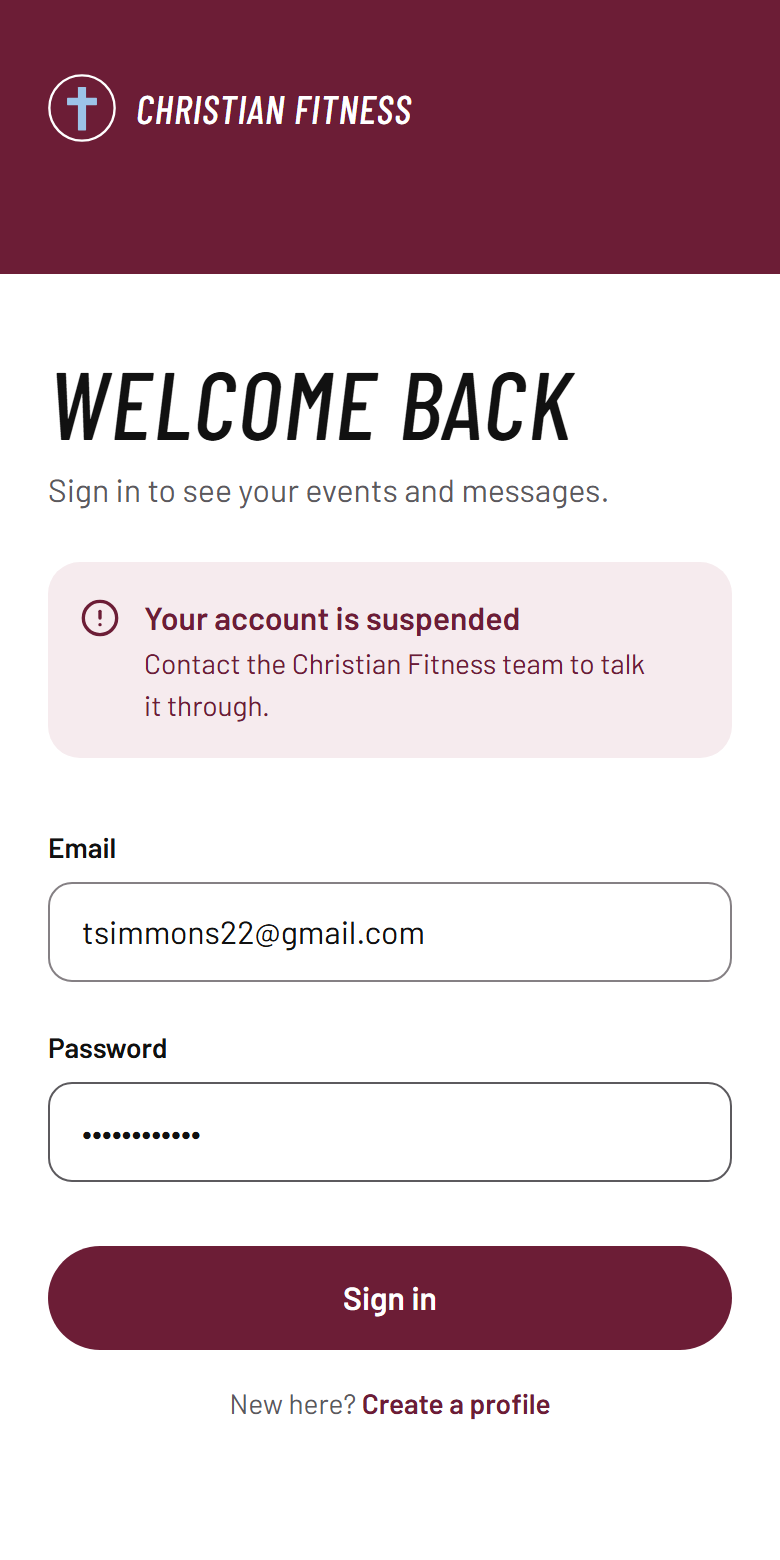 CHRISTIAN FITNESS
WELCOME BACK
Sign in to see your events and messages.
Your account is suspended
Contact the Christian Fitness team to talk
it through.
Email
tsimmons22@gmail.com
Password
••••••••••••
Sign in
New here? Create a profile